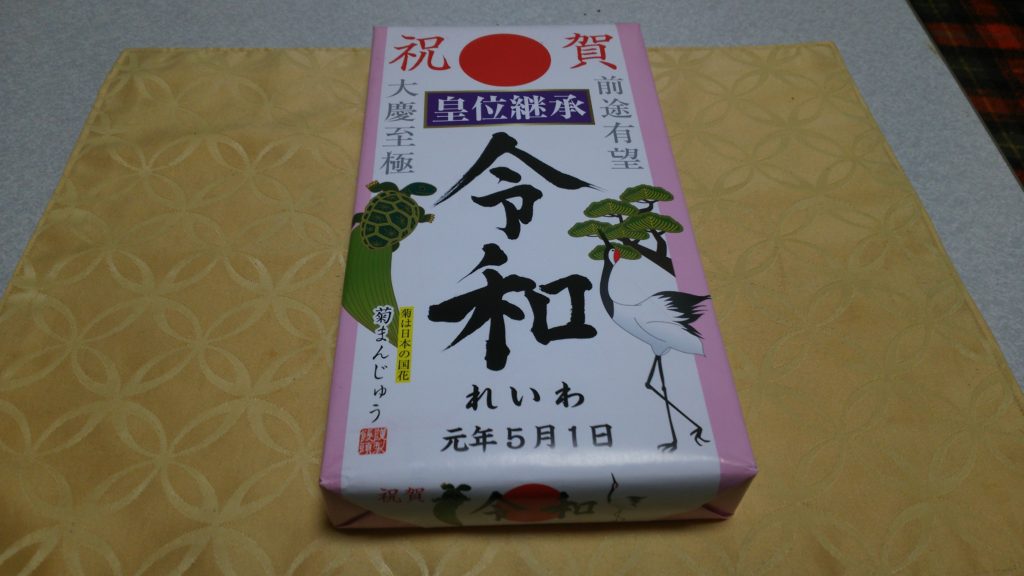 祝賀
前途有望
大慶至極
皇位継承
令和
れいわ
元年5月1日
菊は日本の国花
菊まんじゅう
祝賀
令和